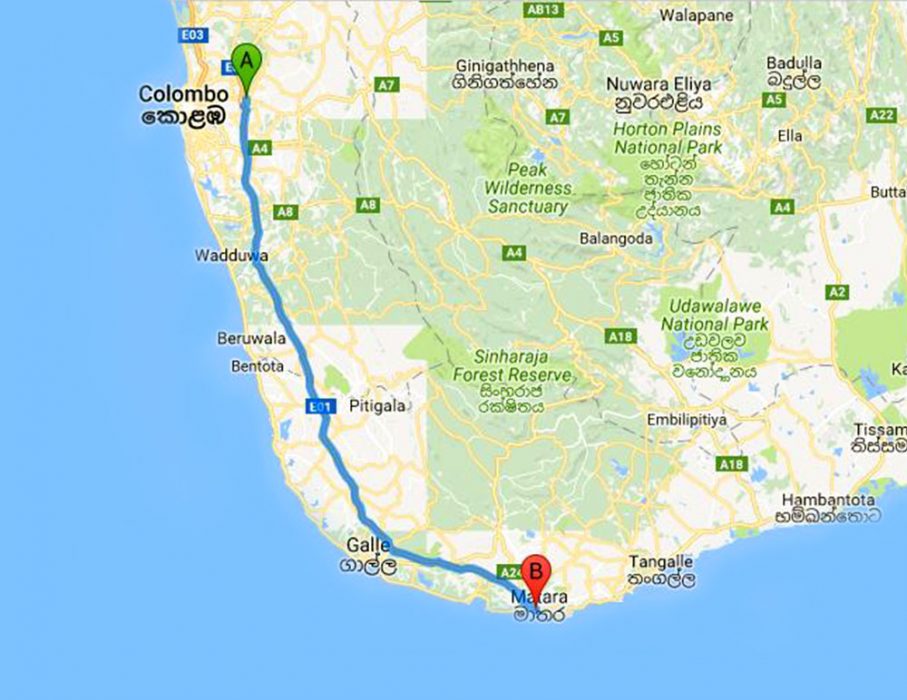 AB13
Walapane
E03
A5
A
E
Ginigathhena
ගිනිගත්හේන
Badulla
බදුල්ල
A7
Nuwara Eliya
නුවරඑළිය
A5
Colombo
කොළඹ
A7
A22
Horton Plains
National Park
හෝටන්
තැන්න
ජාතික
උද්යානය
Ella
A4
Peak
Wilderness
Sanctuary
A8
A8
A4
Butta
Balangoda
A4
Wadduwa
A2
Udawalawe
National Park
උඩවලව
ජාතික
Beruwala
A18
Bentota
Sinharaja
Forest Reserve
සිංහරාජ
රක්ෂිතය
Ka
E01
Pitigala
Embilipitiya
Tissam
තිස්සම
A18
Hambantota
හම්බන්තොට
Galle
ගාල්ල
Tangalle
තංගල්ල
A24
B
Matara
මාතර